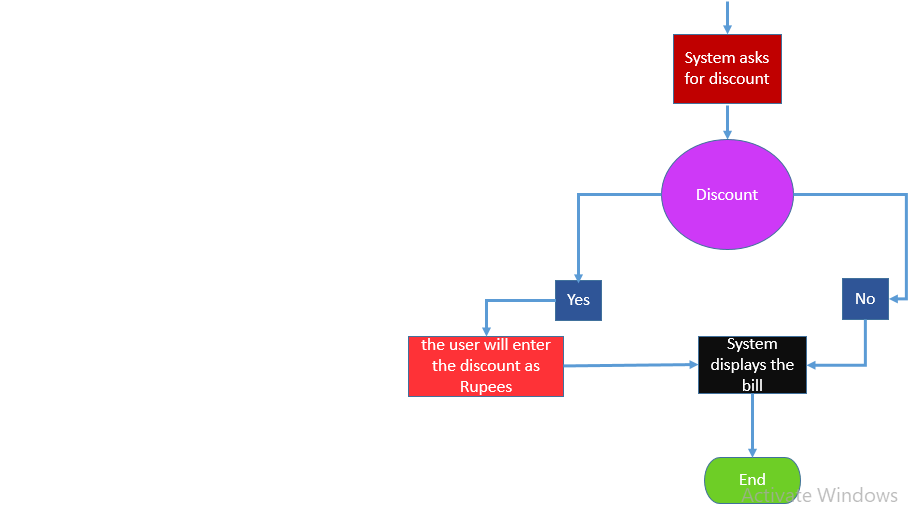 System asks
for discount
Discount
Yes
No
the user will enter
the discount as
Rupees
System
displays the
bill
End
Activate Windows